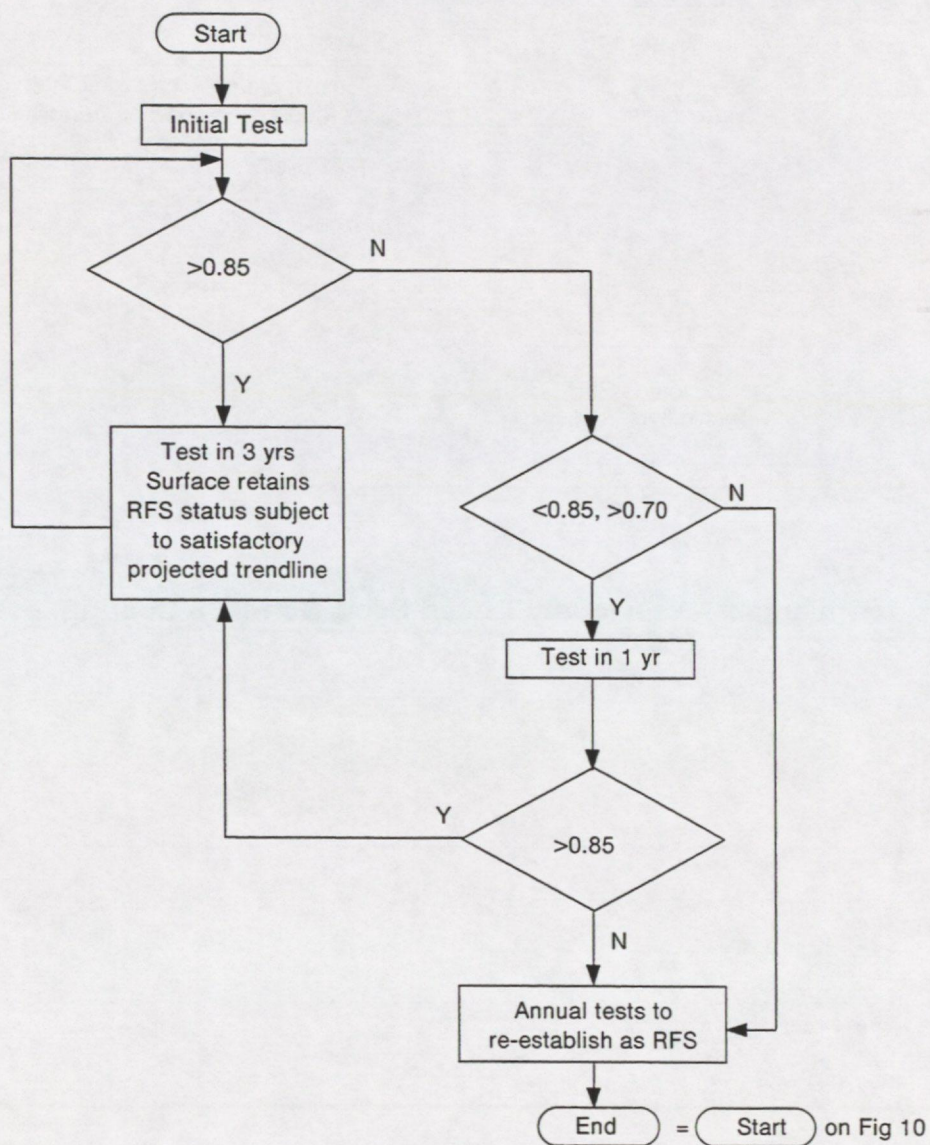 Start
Initial Test
>0.85
N
Y
Test in 3 yrs
Surface retains
RFS status subject
to satisfactory
projected trendline
<0.85, >0.70
N
Y
Test in 1 yr
Y
>0.85
N
Annual tests to
re-establish as RFS
End = Start on Fig 10